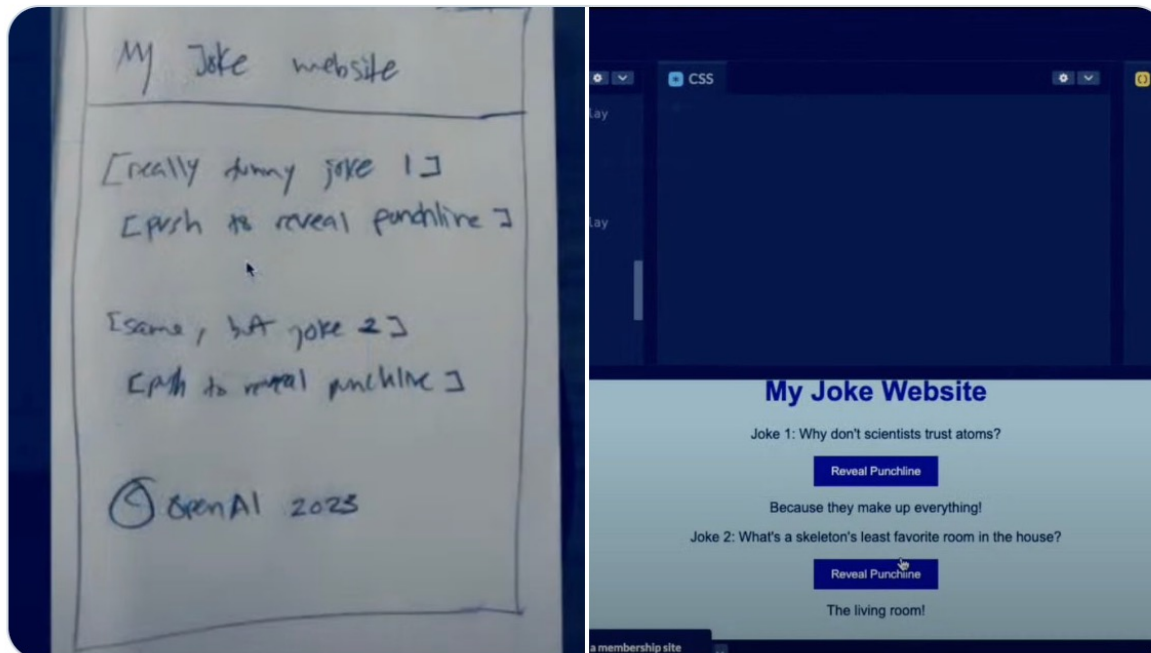 My Joke website
[really funny joke 1]
[push to reveal punchline]
[same, but joke 2]
[push to reveal punchline]
© OpenAI 2023
CSS
lay
lay
My Joke Website
Joke 1: Why don't scientists trust atoms?
Reveal Punchline
Because they make up everything!
Joke 2: What's a skeleton's least favorite room in the house?
Reveal Punchline
The living room!
a membership site